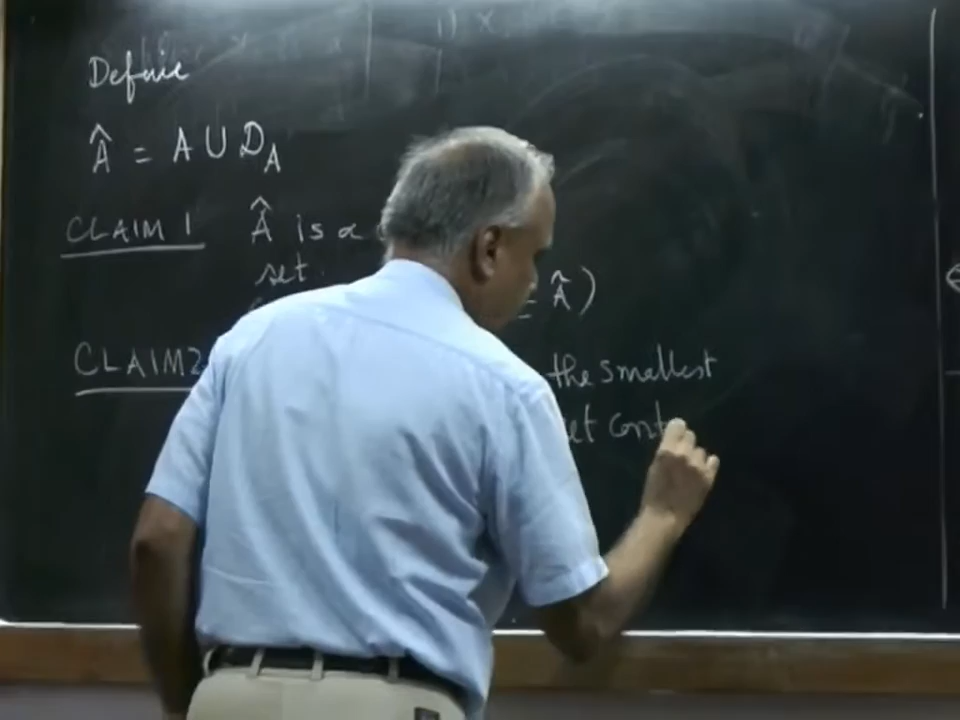 Define
Â = A U D_A
CLAIM 1 Â is a
set.
Â)
CLAIM 2 the smallest
set cont